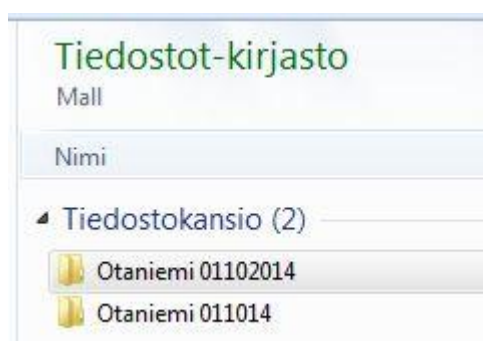 Tiedostot-kirjasto
Mall
Nimi
Tiedostokansio (2)
Otaniemi 01102014
Otaniemi 011014